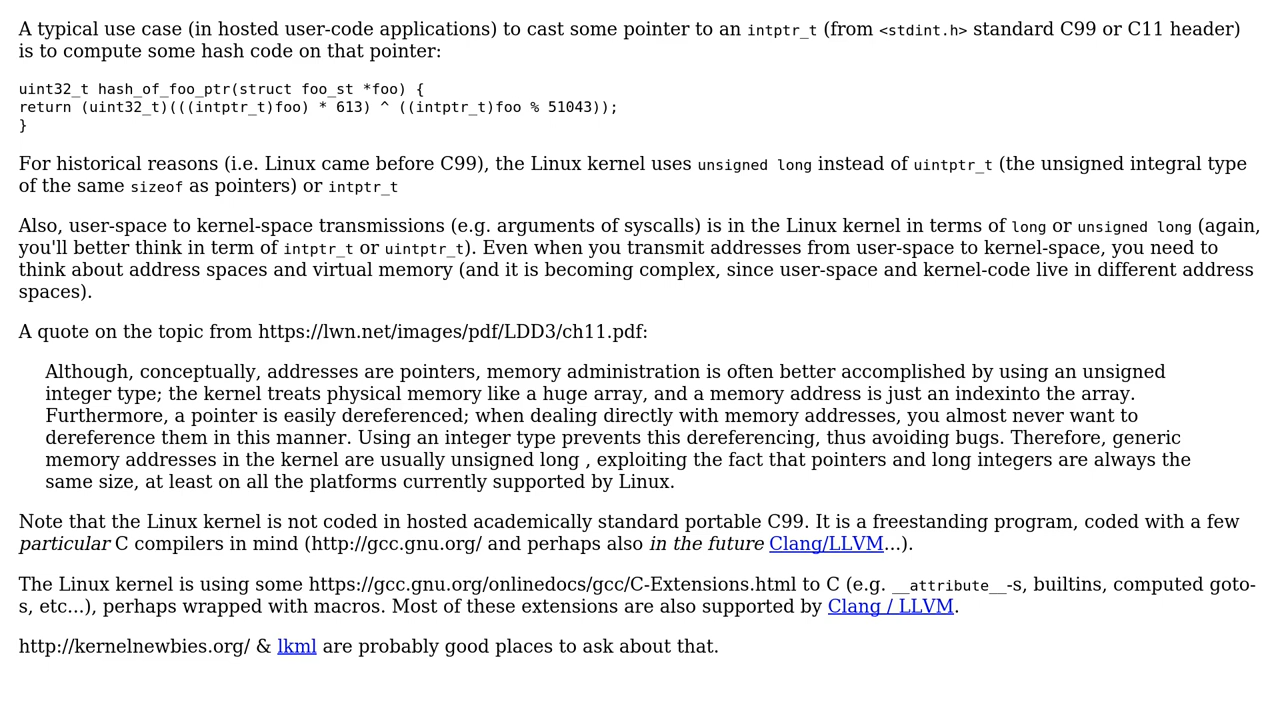 A typical use case (in hosted user-code applications) to cast some pointer to an intptr_t (from <stdint.h> standard C99 or C11 header)
is to compute some hash code on that pointer:
uint32_t hash_of_foo_ptr(struct foo_st *foo) {
return (uint32_t)(((intptr_t)foo) * 613) ^ ((intptr_t)foo % 51043));
}
For historical reasons (i.e. Linux came before C99), the Linux kernel uses unsigned long instead of uintptr_t (the unsigned integral type
of the same sizeof as pointers) or intptr_t
Also, user-space to kernel-space transmissions (e.g. arguments of syscalls) is in the Linux kernel in terms of long or unsigned long (again,
you'll better think in term of intptr_t or uintptr_t). Even when you transmit addresses from user-space to kernel-space, you need to
think about address spaces and virtual memory (and it is becoming complex, since user-space and kernel-code live in different address
spaces).
A quote on the topic from https://lwn.net/images/pdf/LDD3/ch11.pdf:
Although, conceptually, addresses are pointers, memory administration is often better accomplished by using an unsigned
integer type; the kernel treats physical memory like a huge array, and a memory address is just an indexinto the array.
Furthermore, a pointer is easily dereferenced; when dealing directly with memory addresses, you almost never want to
dereference them in this manner. Using an integer type prevents this dereferencing, thus avoiding bugs. Therefore, generic
memory addresses in the kernel are usually unsigned long , exploiting the fact that pointers and long integers are always the
same size, at least on all the platforms currently supported by Linux.
Note that the Linux kernel is not coded in hosted academically standard portable C99. It is a freestanding program, coded with a few
particular C compilers in mind (http://gcc.gnu.org/ and perhaps also in the future Clang/LLVM...).
The Linux kernel is using some https://gcc.gnu.org/onlinedocs/gcc/C-Extensions.html to C (e.g. __attribute__-s, builtins, computed goto-
s, etc...), perhaps wrapped with macros. Most of these extensions are also supported by Clang / LLVM.
http://kernelnewbies.org/ & lkml are probably good places to ask about that.